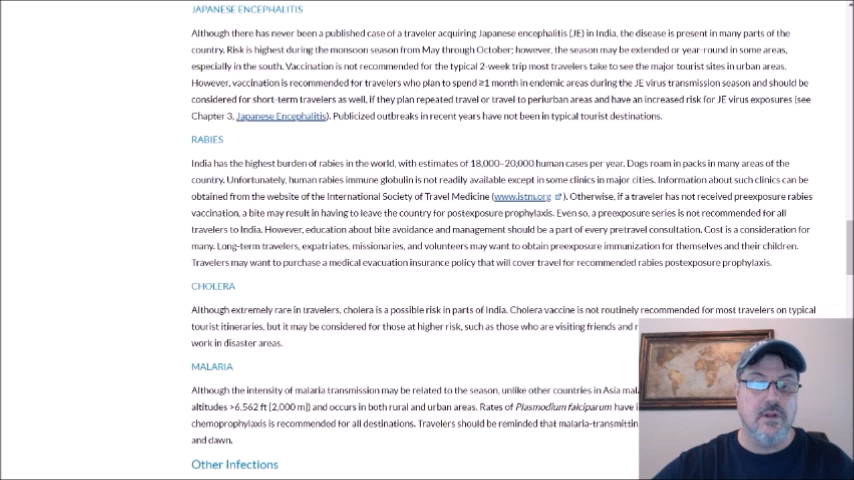 JAPANESE ENCEPHALITIS
Although there has never been a published case of a traveler acquiring Japanese encephalitis (JE) in India, the disease is present in many parts of the
country. Risk is highest during the monsoon season from May through October; however, the season may be extended or year-round in some areas,
especially in the south. Vaccination is not recommended for the typical 2-week trip most travelers take to see the major tourist sites in urban areas.
However, vaccination is recommended for travelers who plan to spend ≥1 month in endemic areas during the JE virus transmission season and should be
considered for short-term travelers as well, if they plan repeated travel or travel to periurban areas and have an increased risk for JE virus exposures (see
Chapter 3, Japanese Encephalitis). Publicized outbreaks in recent years have not been in typical tourist destinations.
RABIES
India has the highest burden of rabies in the world, with estimates of 18,000–20,000 human cases per year. Dogs roam in packs in many areas of the
country. Unfortunately, human rabies immune globulin is not readily available except in some clinics in major cities. Information about such clinics can be
obtained from the website of the International Society of Travel Medicine (www.istm.org). Otherwise, if a traveler has not received preexposure rabies
vaccination, a bite may result in having to leave the country for postexposure prophylaxis. Even so, a preexposure series is not recommended for all
travelers to India. However, education about bite avoidance and management should be a part of every pretravel consultation. Cost is a consideration for
many. Long-term travelers, expatriates, missionaries, and volunteers may want to obtain preexposure immunization for themselves and their children.
Travelers may want to purchase a medical evacuation insurance policy that will cover travel for recommended rabies postexposure prophylaxis.
CHOLERA
Although extremely rare in travelers, cholera is a possible risk in parts of India. Cholera vaccine is not routinely recommended for most travelers on typical
tourist itineraries, but it may be considered for those at higher risk, such as those who are visiting friends and
work in disaster areas.
MALARIA
Although the intensity of malaria transmission may be related to the season, unlike other countries in Asia
altitudes >6,562 ft [2,000 m]) and occurs in both rural and urban areas. Rates of Plasmodium falciparum have
chemoprophylaxis is recommended for all destinations. Travelers should be reminded that
and dawn.
Other Infections